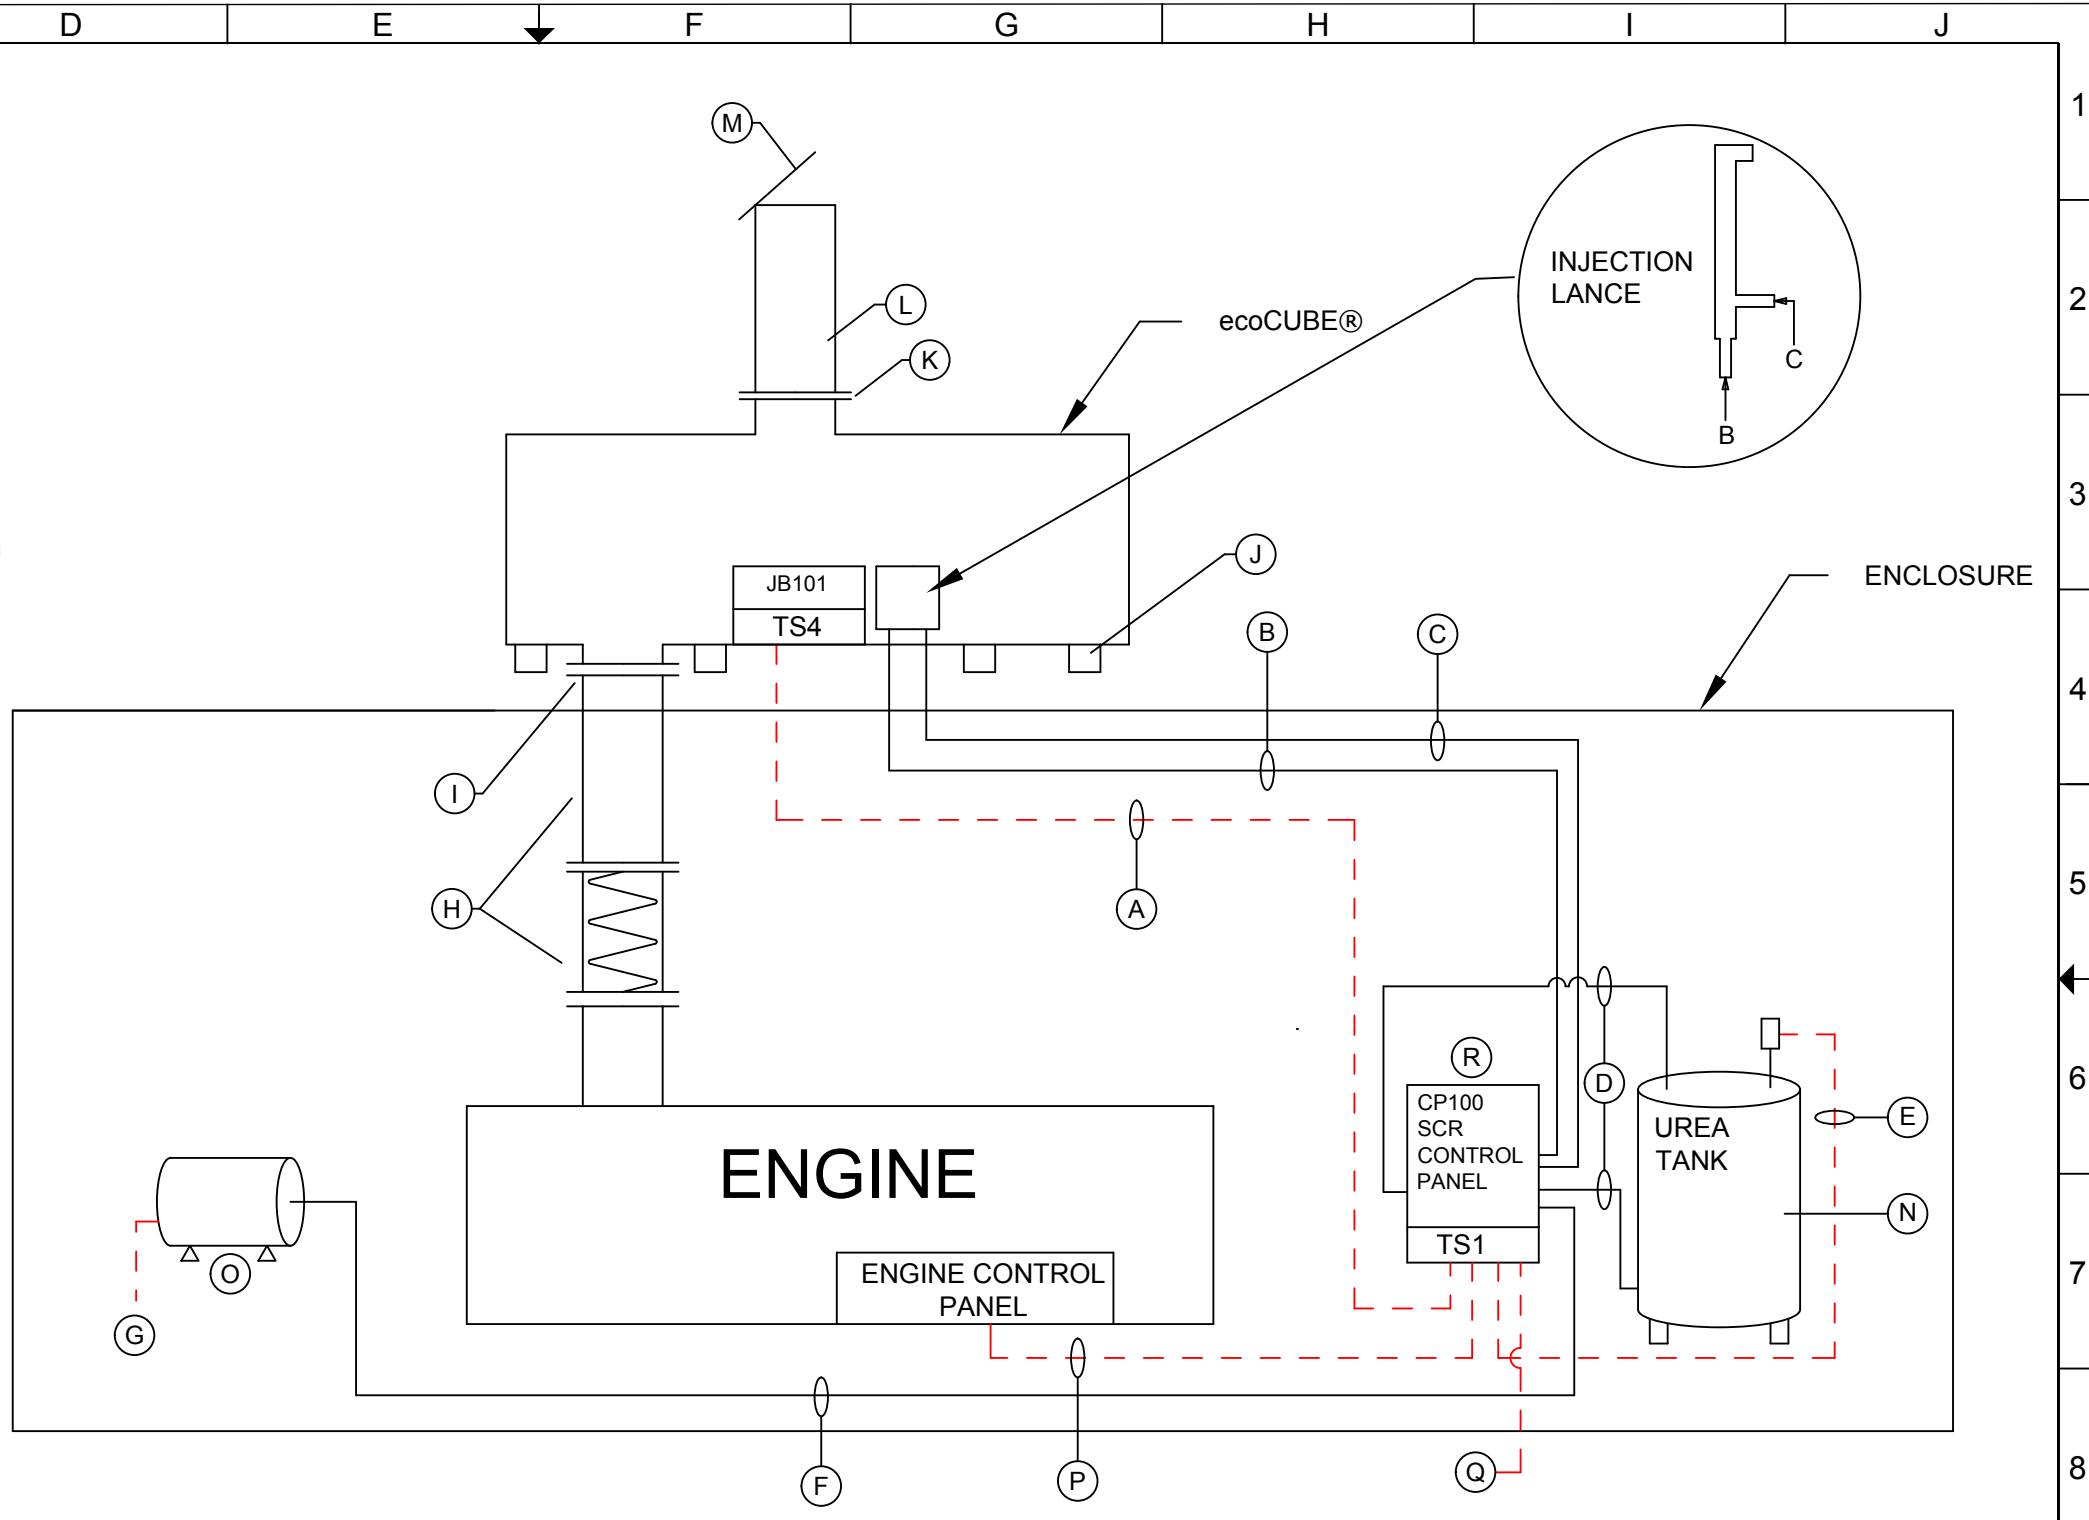 D E F G H I J
1
M
INJECTION
LANCE
2
L
ecoCUBE®
K
C
B
3
J
JB101
ENCLOSURE
TS4
B
C
4
I
H
A
5
R
D
6
CP100
SCR
CONTROL
PANEL
UREA
TANK
E
ENGINE
N
TS1
O
ENGINE CONTROL
PANEL
7
G
F
P
Q
8